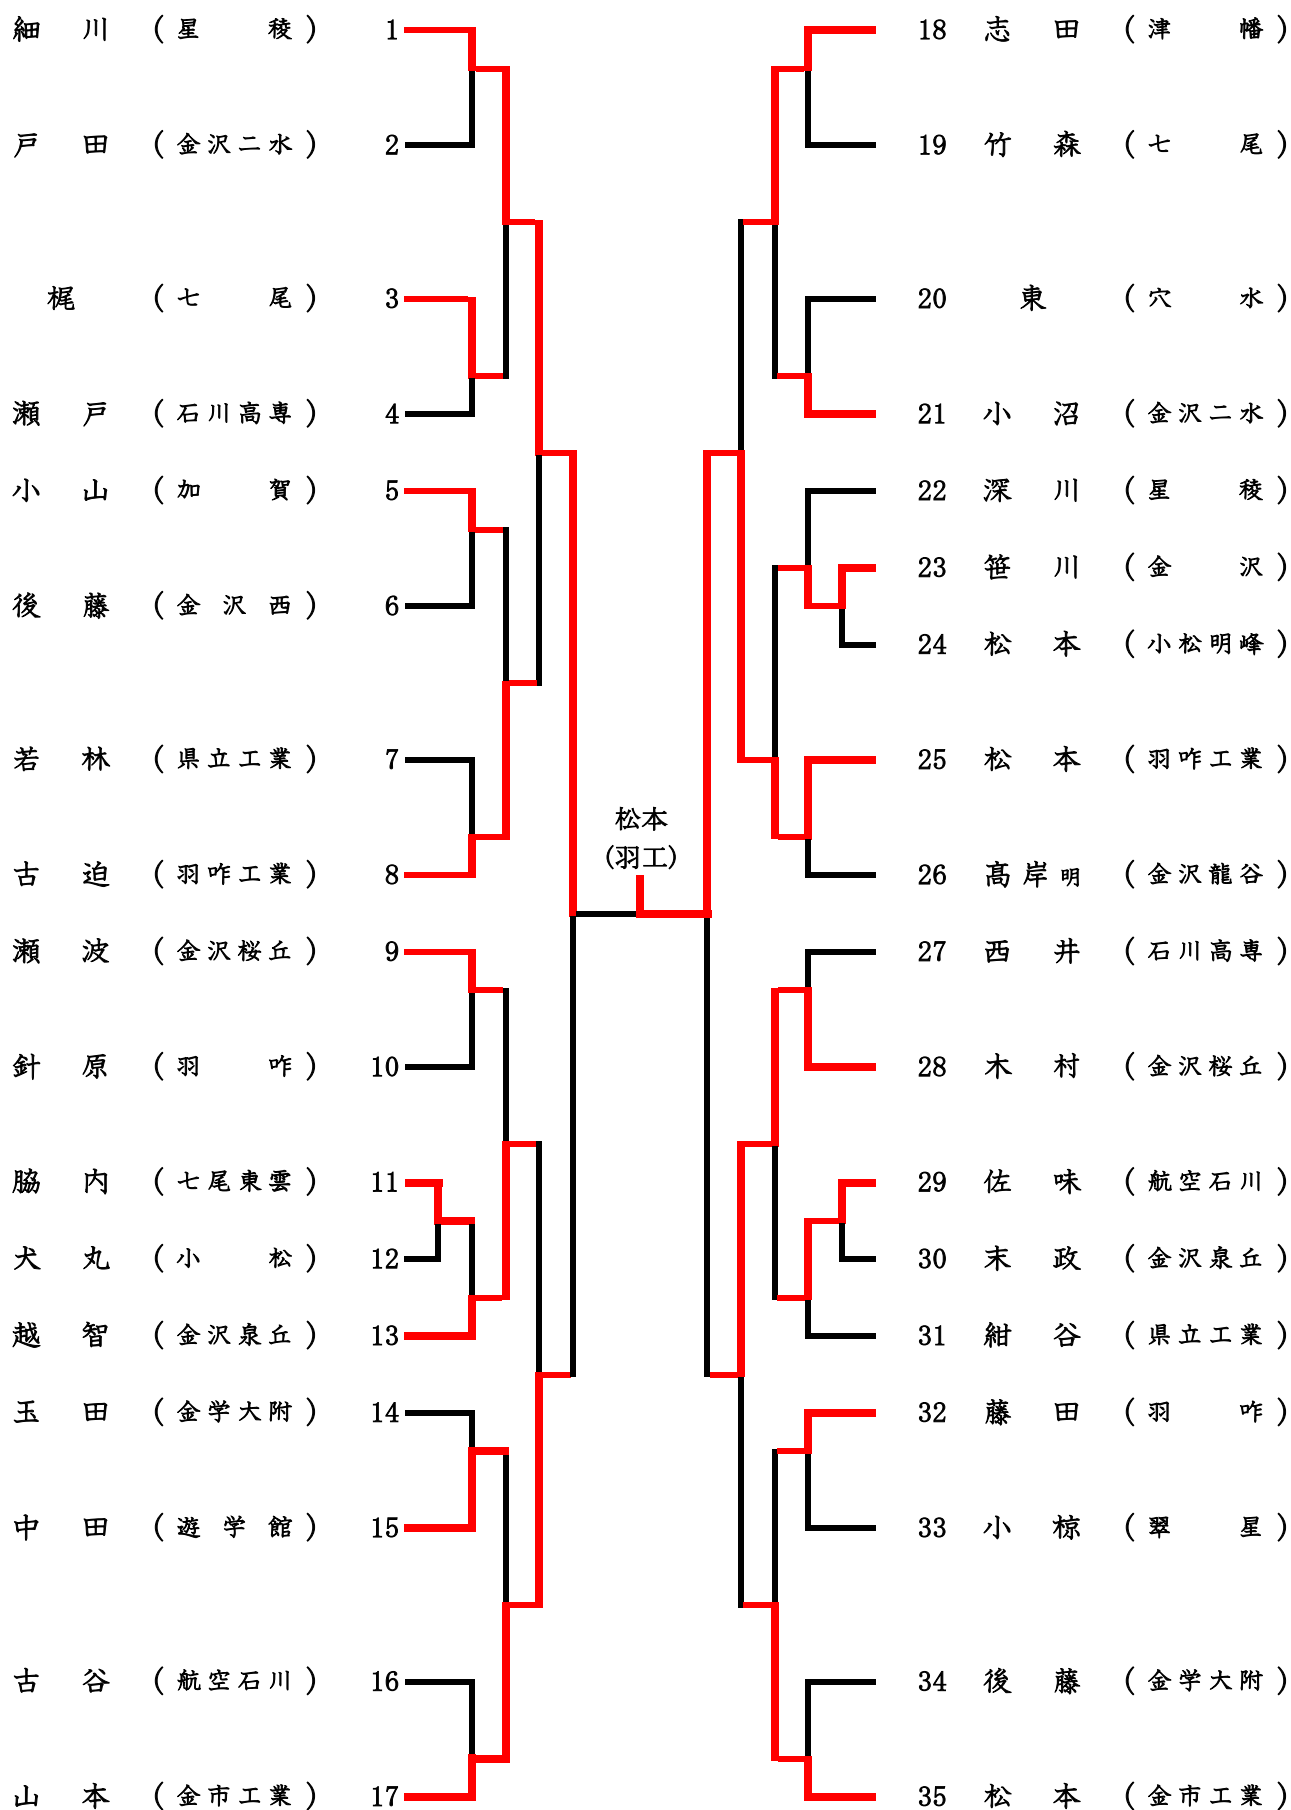 細川 (星稜) 1
戸田 (金沢二水) 2
梶 (七尾) 3
瀬戸 (石川高専) 4
小山 (加賀) 5
後藤 (金沢西) 6
若林 (県立工業) 7
古迫 (羽咋工業) 8
瀬波 (金沢桜丘) 9
針原 (羽咋) 10
脇内 (七尾東雲) 11
犬丸 (小松) 12
越智 (金沢泉丘) 13
玉田 (金学大附) 14
中田 (遊学館) 15
古谷 (航空石川) 16
山本 (金市工業) 17
松本
(羽工)
18 志田 (津幡)
19 竹森 (七尾)
20 東 (穴水)
21 小沼 (金沢二水)
22 深川 (星稜)
23 笹川 (金沢)
24 松本 (小松明峰)
25 松本 (羽咋工業)
26 髙岸明 (金沢龍谷)
27 西井 (石川高専)
28 木村 (金沢桜丘)
29 佐味 (航空石川)
30 末政 (金沢泉丘)
31 紺谷 (県立工業)
32 藤田 (羽咋)
33 小椋 (翠星)
34 後藤 (金学大附)
35 松本 (金市工業)